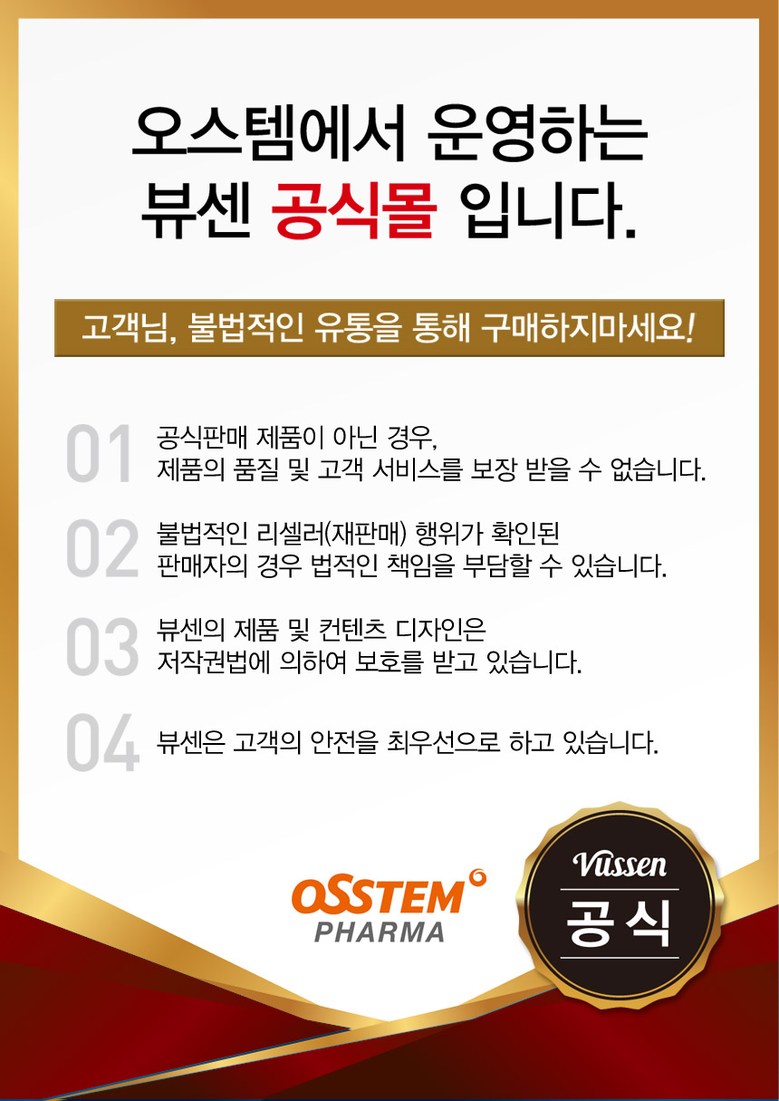 오스템에서 운영하는
뷰센 공식몰 입니다.
고객님, 불법적인 유통을 통해 구매하지마세요!
01
공식판매 제품이 아닌 경우,
제품의 품질 및 고객 서비스를 보장 받을 수 없습니다.
02
불법적인 리셀러(재판매) 행위가 확인된
판매자의 경우 법적인 책임을 부담할 수 있습니다.
03
뷰센의 제품 및 컨텐츠 디자인은
저작권법에 의하여 보호를 받고 있습니다.
04
뷰센은 고객의 안전을 최우선으로 하고 있습니다.
OSSTEM
PHARMA
Vussen
공식